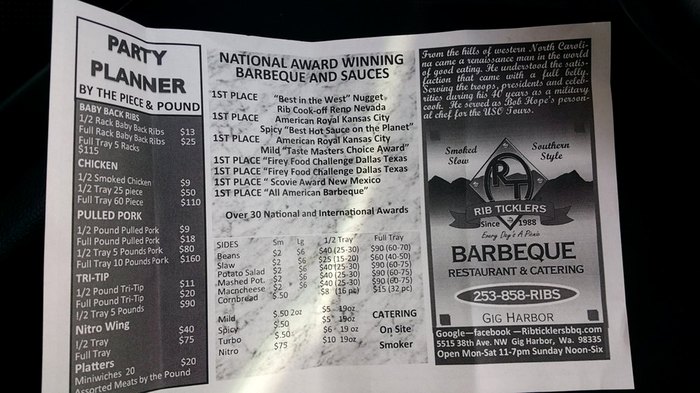 PARTY
PLANNER
BY THE PIECE & POUND
BABY BACK RIBS
1/2 Rack Baby Back Ribs $13
Full Rack Baby Back Ribs $25
Full Tray 5 Racks
$115
CHICKEN
1/2 Smoked Chicken $9
1/2 Tray 25 piece $50
Full Tray 60 Piece $110
PULLED PORK
1/2 Pound Pulled Pork $9
Full Pound Pulled Pork $18
1/2 Tray 5 Pounds Pork $80
Full Tray 10 Pounds Pork $160
TRI-TIP
1/2 Pound Tri-Tip $11
Full Pound Tri-Tip $20
1/2 Tray 5 Pounds $90
Nitro Wing
1/2 Tray $40
Full Tray $75
Platters
Miniwiches 20 $20
Assorted Meats by the Pound
NATIONAL AWARD WINNING
BARBEQUE AND SAUCES
1ST PLACE "Best in the West" Nugget
Rib Cook-off Reno Nevada
1ST PLACE American Royal Kansas City
Spicy "Best Hot Sauce on the Planet"
1ST PLACE American Royal Kansas City
Mild "Taste Masters Choice Award"
1ST PLACE "Firey Food Challenge Dallas Texas
1ST PLACE "Firey Food Challenge Dallas Texas
1ST PLACE "Scovie Award New Mexico
1ST PLACE "All American Barbeque"
Over 30 National and International Awards
SIDES Sm Lg 1/2 Tray Full Tray
Beans $2 $6 $40 (25-30) $90 (60-70)
Slaw $2 $6 $25 (15-20) $60 (40-50)
Potato Salad $2 $6 $40 (25-30) $90 (60-75)
Mashed Pot. $2 $6 $40 (25-30) $90 (60-75)
Macncheese $2 $6 $40 (25-30) $90 (60-75)
Cornbread $.50 $8 (16 pc) $15 (32 pc)
Mild $.50 2oz $5 19oz CATERING
Spicy $.50 $5 19oz
Turbo $.50 $6 19 oz On Site
Nitro $75 $10 19oz Smoker
From the hills of western North Caroli-
na came a renaissance man in the world
of good eating. He understood the satis-
faction that came with a full belly.
Serving the troops, presidents and celeb-
rities during his 40 years as a military
cook. He served as Bob Hope's person-
al chef for the USO Tours.
Smoked
Slow
Southern
Style
RT
RIB TICKLERS
Since 1988
Every Day's A Picnic
BARBEQUE
RESTAURANT & CATERING
253-858-RIBS
GIG HARBOR
Google—facebook —Ribticklersbbq.com
5515 38th ave. NW Gig Harbor, Wa. 98335
Open Mon-Sat 11-7pm Sunday Noon-Six